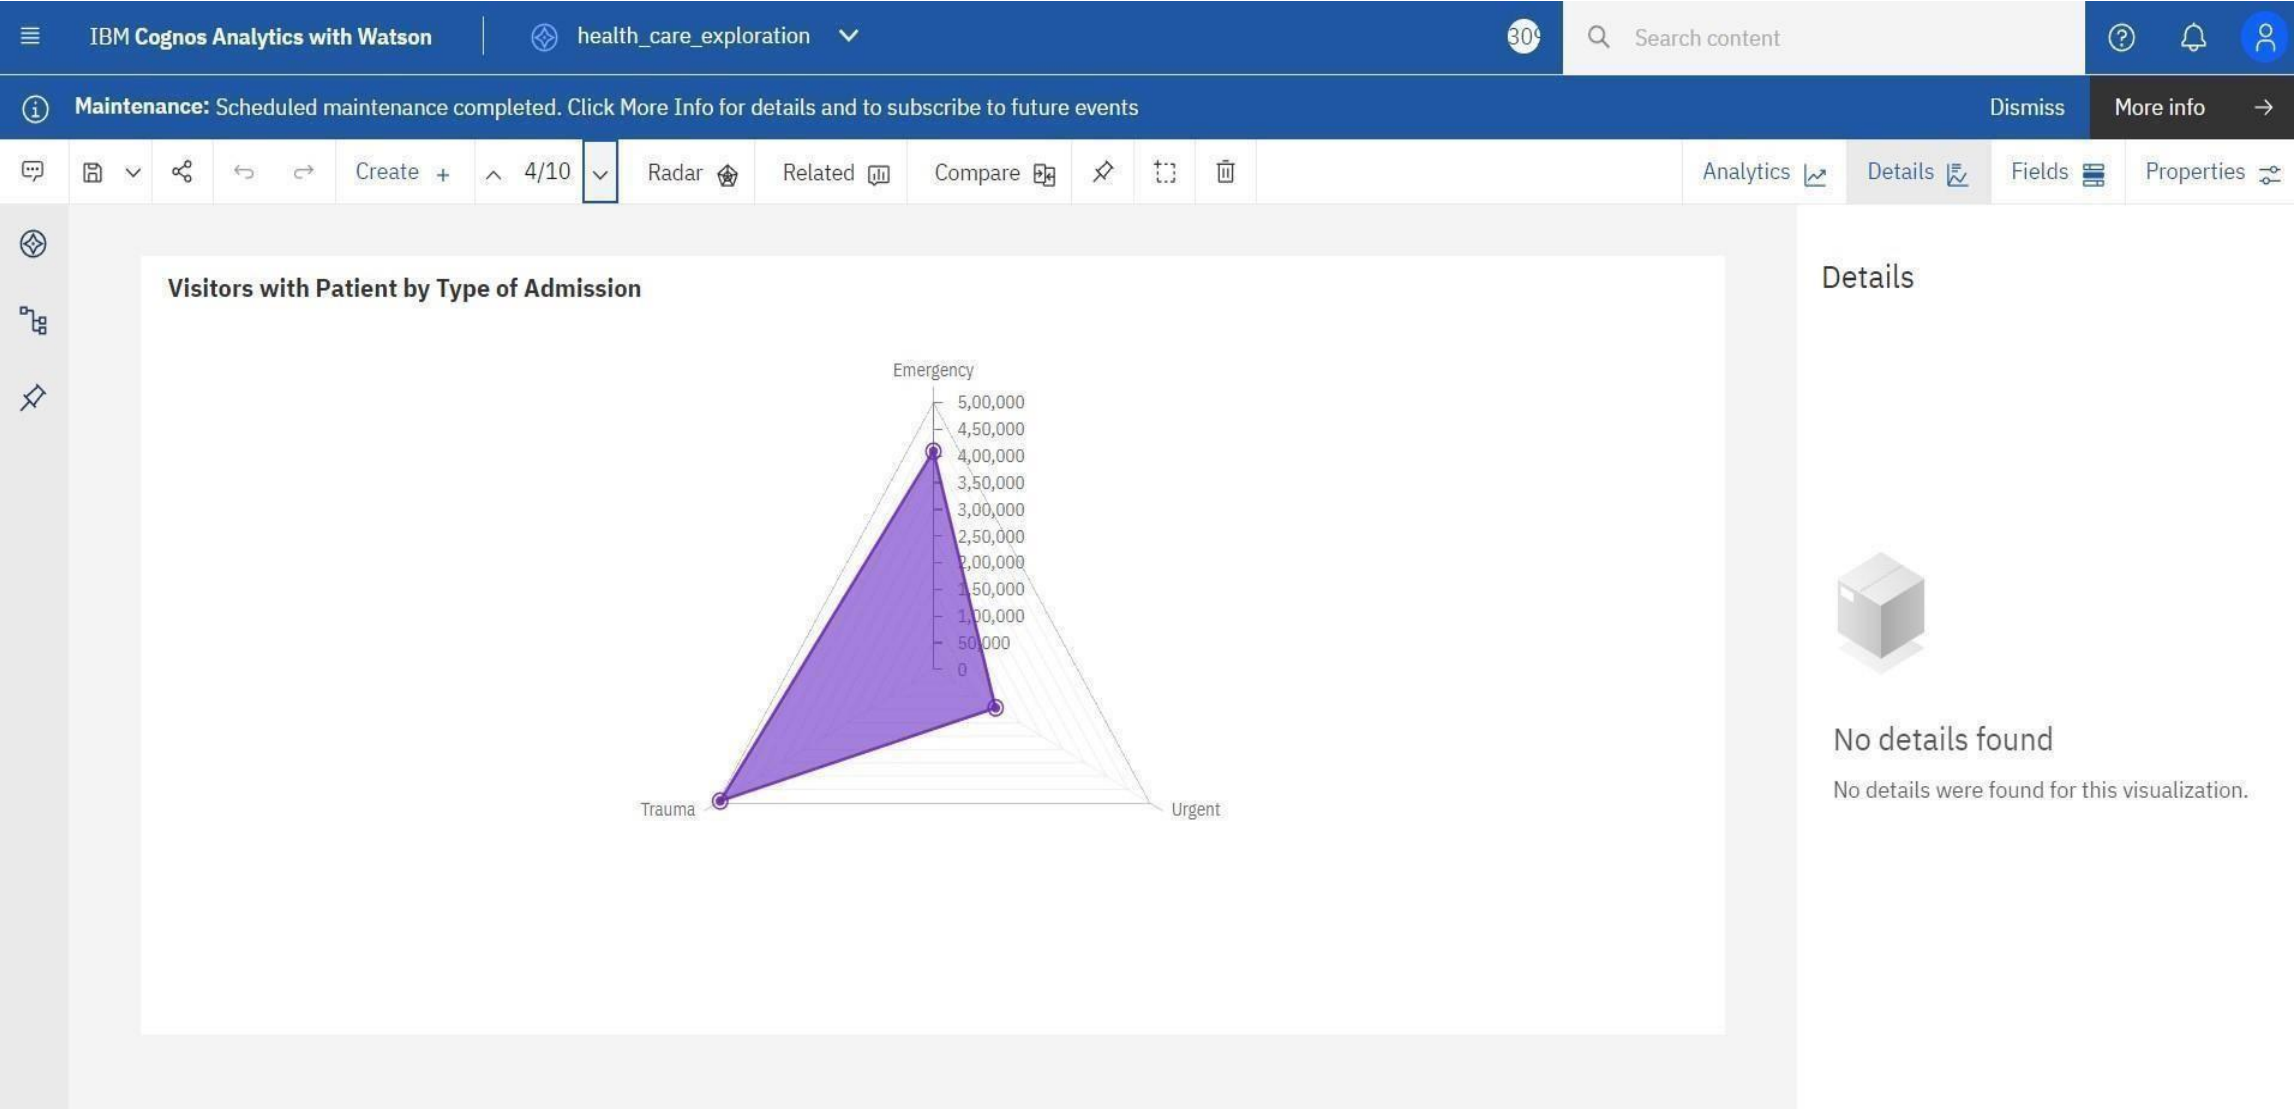 IBM Cognos Analytics with Watson
health_care_exploration
Search content
Maintenance: Scheduled maintenance completed. Click More Info for details and to subscribe to future events
Dismiss
More info
Create +
4/10
Radar
Related
Compare
Analytics
Details
Fields
Properties
Visitors with Patient by Type of Admission
Details
Emergency
5,00,000
4,50,000
4,00,000
3,50,000
3,00,000
2,50,000
2,00,000
1,50,000
1,00,000
50,000
0
Trauma
Urgent
No details found
No details were found for this visualization.